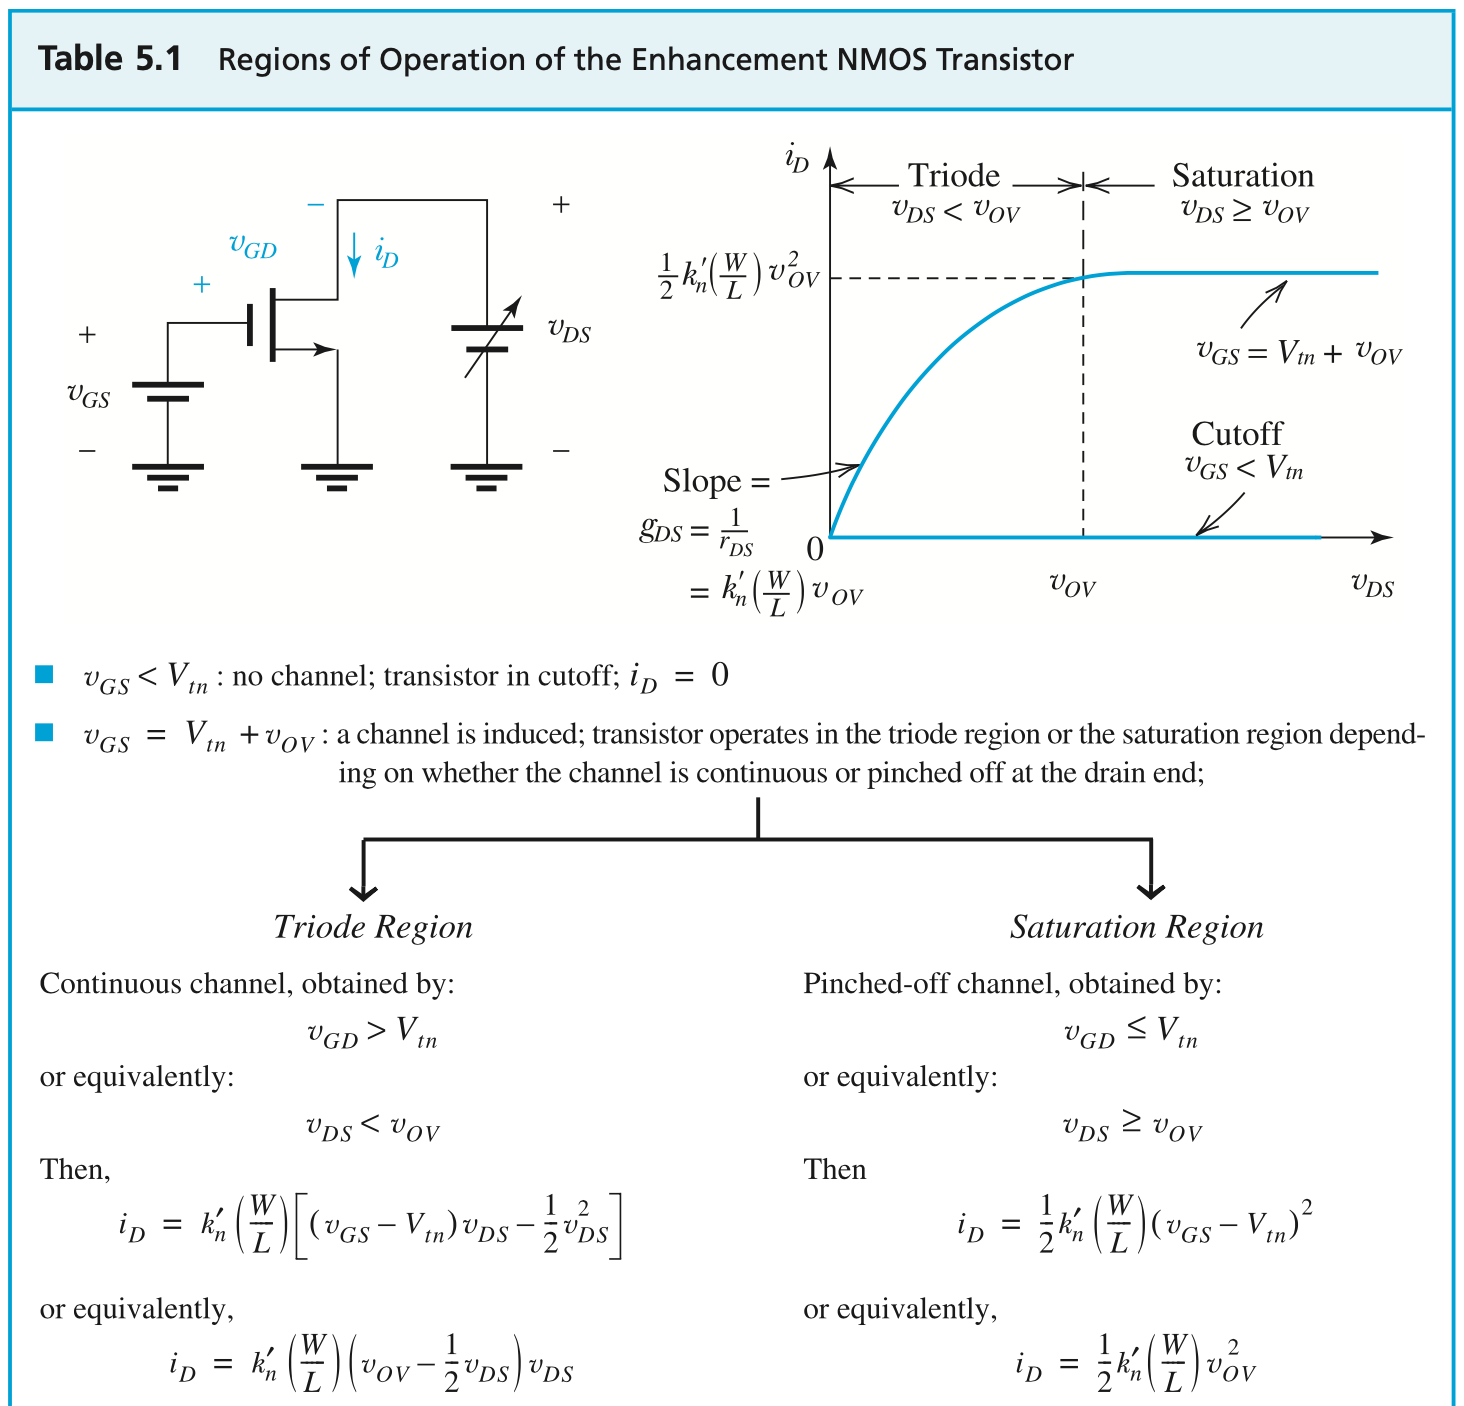 Table 5.1 Regions of Operation of the Enhancement NMOS Transistor
−
+
v_GD
i_D
+
+
v_GS
−
v_DS
−
i_D
Triode
v_DS < v_OV
Saturation
v_DS ≥ v_OV
1/2 k′_n (W/L) v²_OV
v_GS = V_tn + v_OV
Cutoff
v_GS < V_tn
Slope =
g_DS = 1/r_DS
= k′_n (W/L) v_OV
0
v_OV
v_DS
■ v_GS < V_tn : no channel; transistor in cutoff; i_D = 0
■ v_GS = V_tn + v_OV : a channel is induced; transistor operates in the triode region or the saturation region depend-
ing on whether the channel is continuous or pinched off at the drain end;
Triode Region
Continuous channel, obtained by:
v_GD > V_tn
or equivalently:
v_DS < v_OV
Then,
i_D = k′_n (W/L) [(v_GS − V_tn) v_DS − 1/2 v²_DS]
or equivalently,
i_D = k′_n (W/L) (v_OV − 1/2 v_DS) v_DS
Saturation Region
Pinched-off channel, obtained by:
v_GD ≤ V_tn
or equivalently:
v_DS ≥ v_OV
Then
i_D = 1/2 k′_n (W/L) (v_GS − V_tn)²
or equivalently,
i_D = 1/2 k′_n (W/L) v²_OV